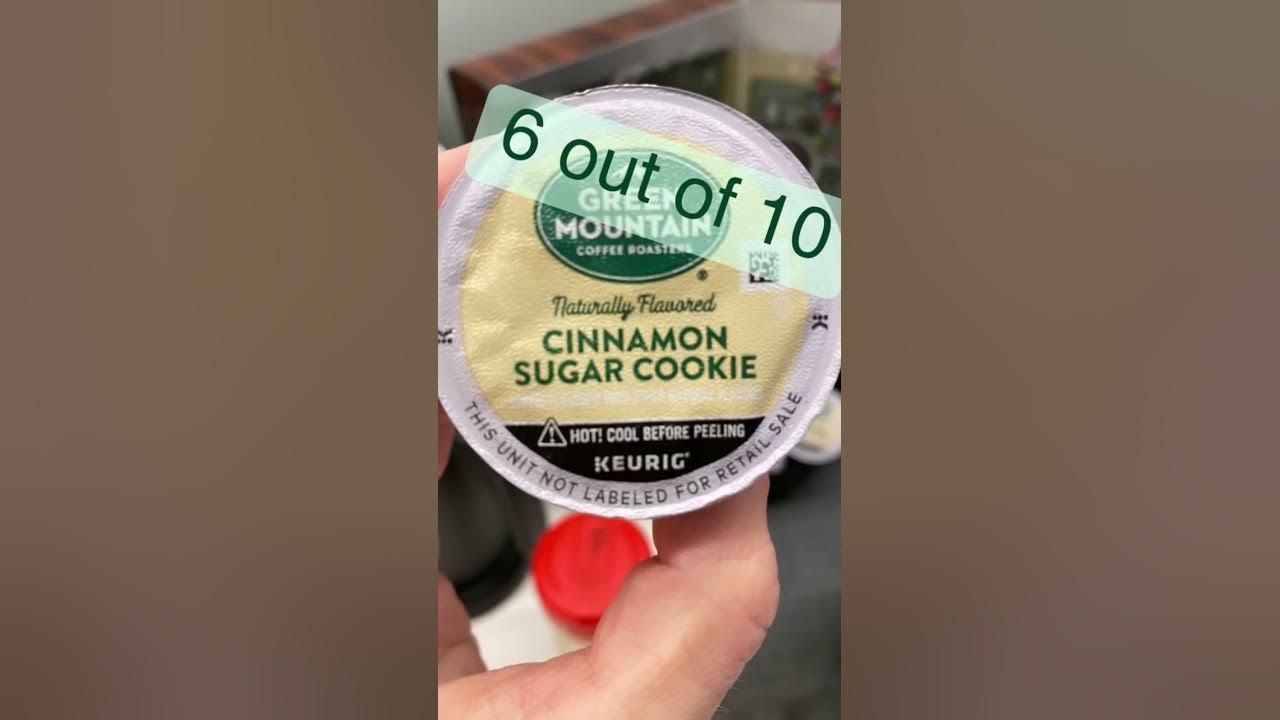 6 out of 10
GREEN
MOUNTAIN
COFFEE ROASTERS
Naturally Flavored
CINNAMON
SUGAR COOKIE
HOT! COOL BEFORE PEELING
KEURIG
THIS UNIT NOT LABELED FOR RETAIL SALE